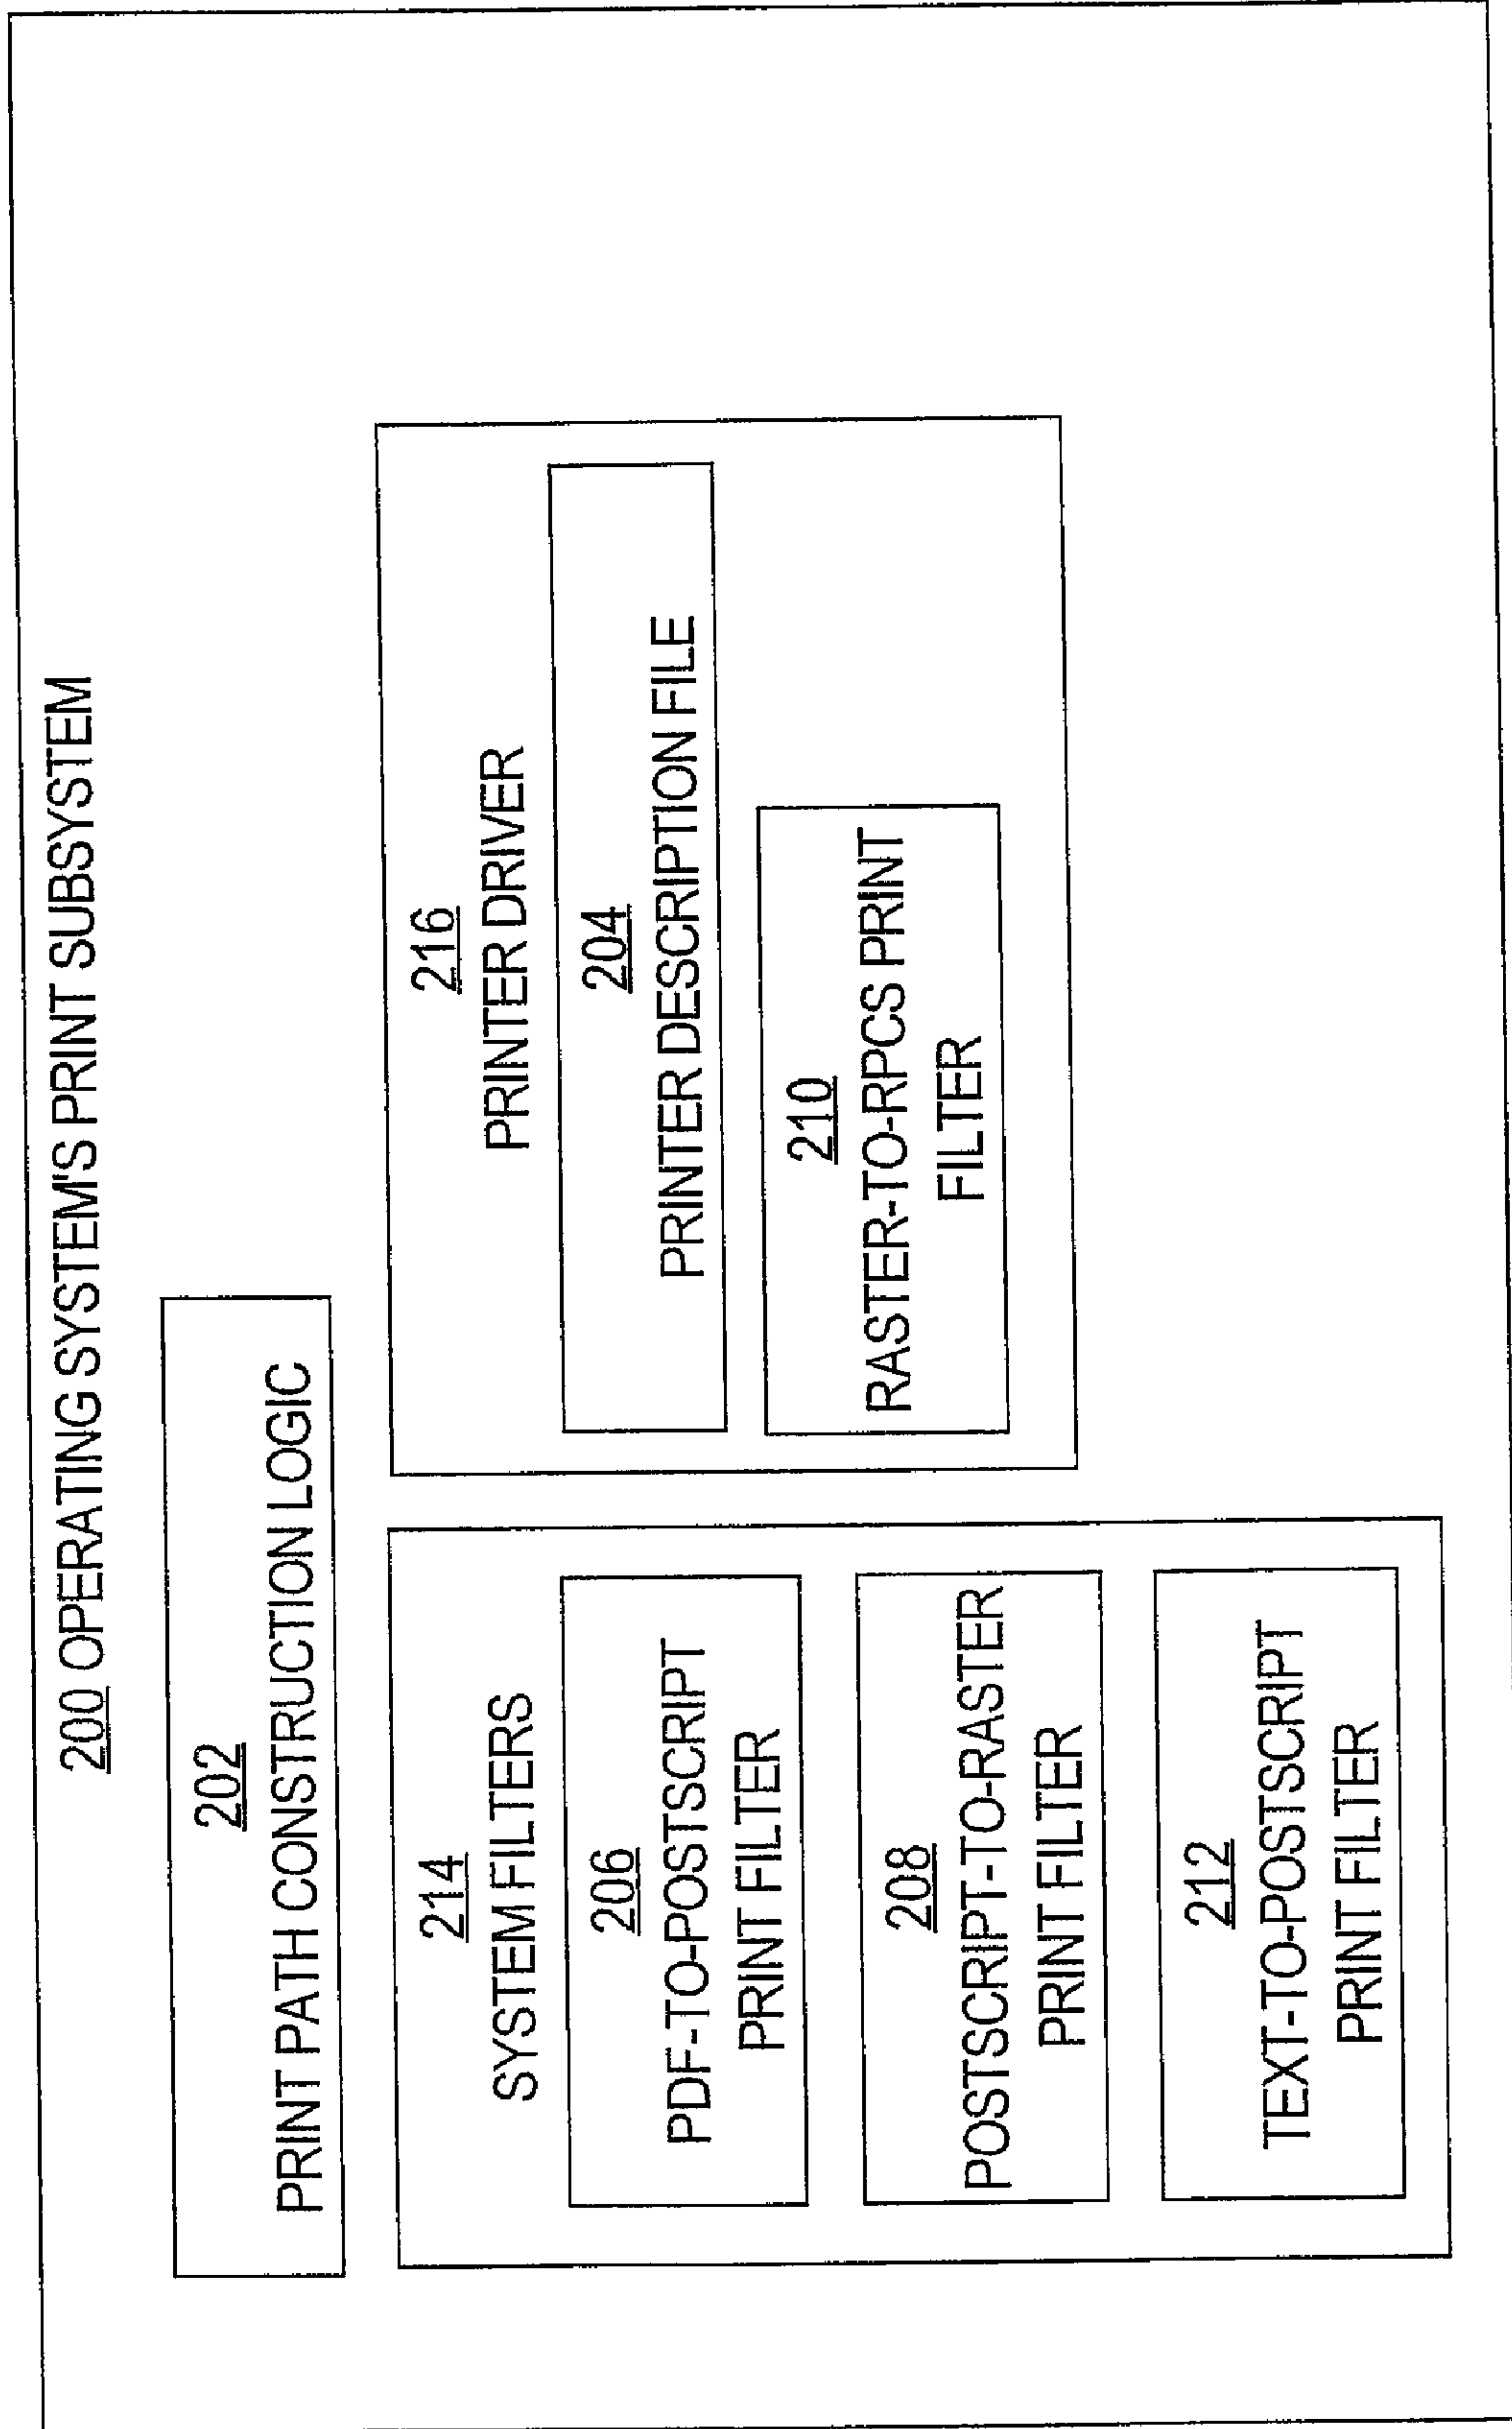 200 OPERATING SYSTEM'S PRINT SUBSYSTEM
202
PRINT PATH CONSTRUCTION LOGIC
214
SYSTEM FILTERS
206
PDF-TO-POSTSCRIPT
PRINT FILTER
208
POSTSCRIPT-TO-RASTER
PRINT FILTER
212
TEXT-TO-POSTSCRIPT
PRINT FILTER
216
PRINTER DRIVER
204
PRINTER DESCRIPTION FILE
210
RASTER-TO-RPCS PRINT
FILTER